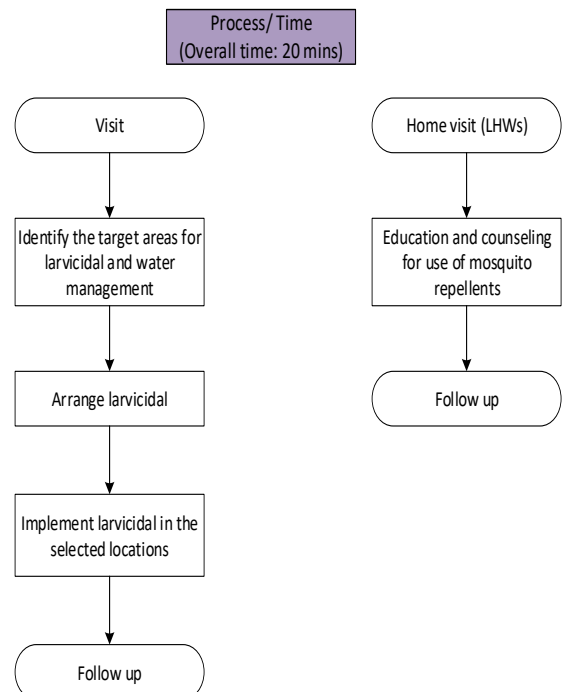 Process/ Time
(Overall time: 20 mins)
Visit
Identify the target areas for
larvicidal and water
management
Arrange larvicidal
Implement larvicidal in the
selected locations
Follow up
Home visit (LHWs)
Education and counseling
for use of mosquito
repellents
Follow up